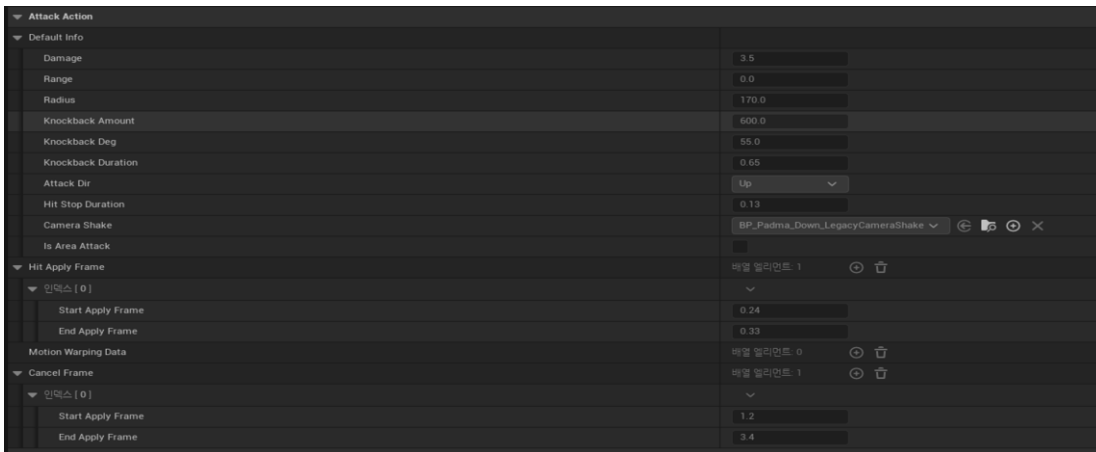 Attack Action
Default Info
Damage 3.5
Range 0.0
Radius 170.0
Knockback Amount 600.0
Knockback Deg 55.0
Knockback Duration 0.65
Attack Dir Up
Hit Stop Duration 0.13
Camera Shake BP_Padma_Down_LegacyCameraShake
Is Area Attack
Hit Apply Frame 배열 엘리먼트: 1
인덱스 [ 0 ]
Start Apply Frame 0.24
End Apply Frame 0.33
Motion Warping Data 배열 엘리먼트: 0
Cancel Frame 배열 엘리먼트: 1
인덱스 [ 0 ]
Start Apply Frame 1.2
End Apply Frame 3.4